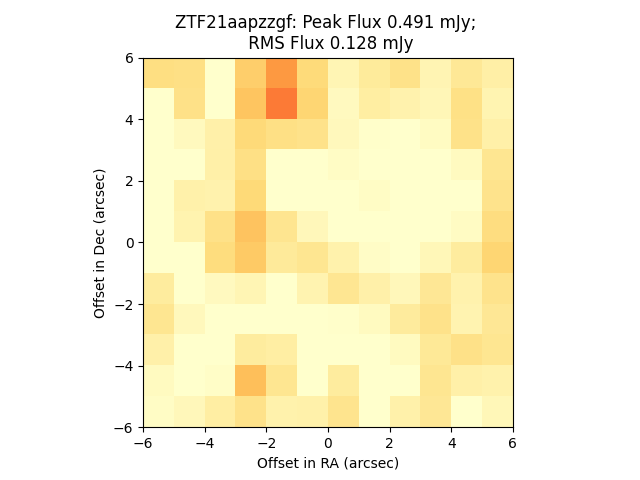 ZTF21aapzzgf: Peak Flux 0.491 mJy;
RMS Flux 0.128 mJy
6
4
2
0
−2
−4
−6
Offset in Dec (arcsec)
−6 −4 −2 0 2 4 6
Offset in RA (arcsec)